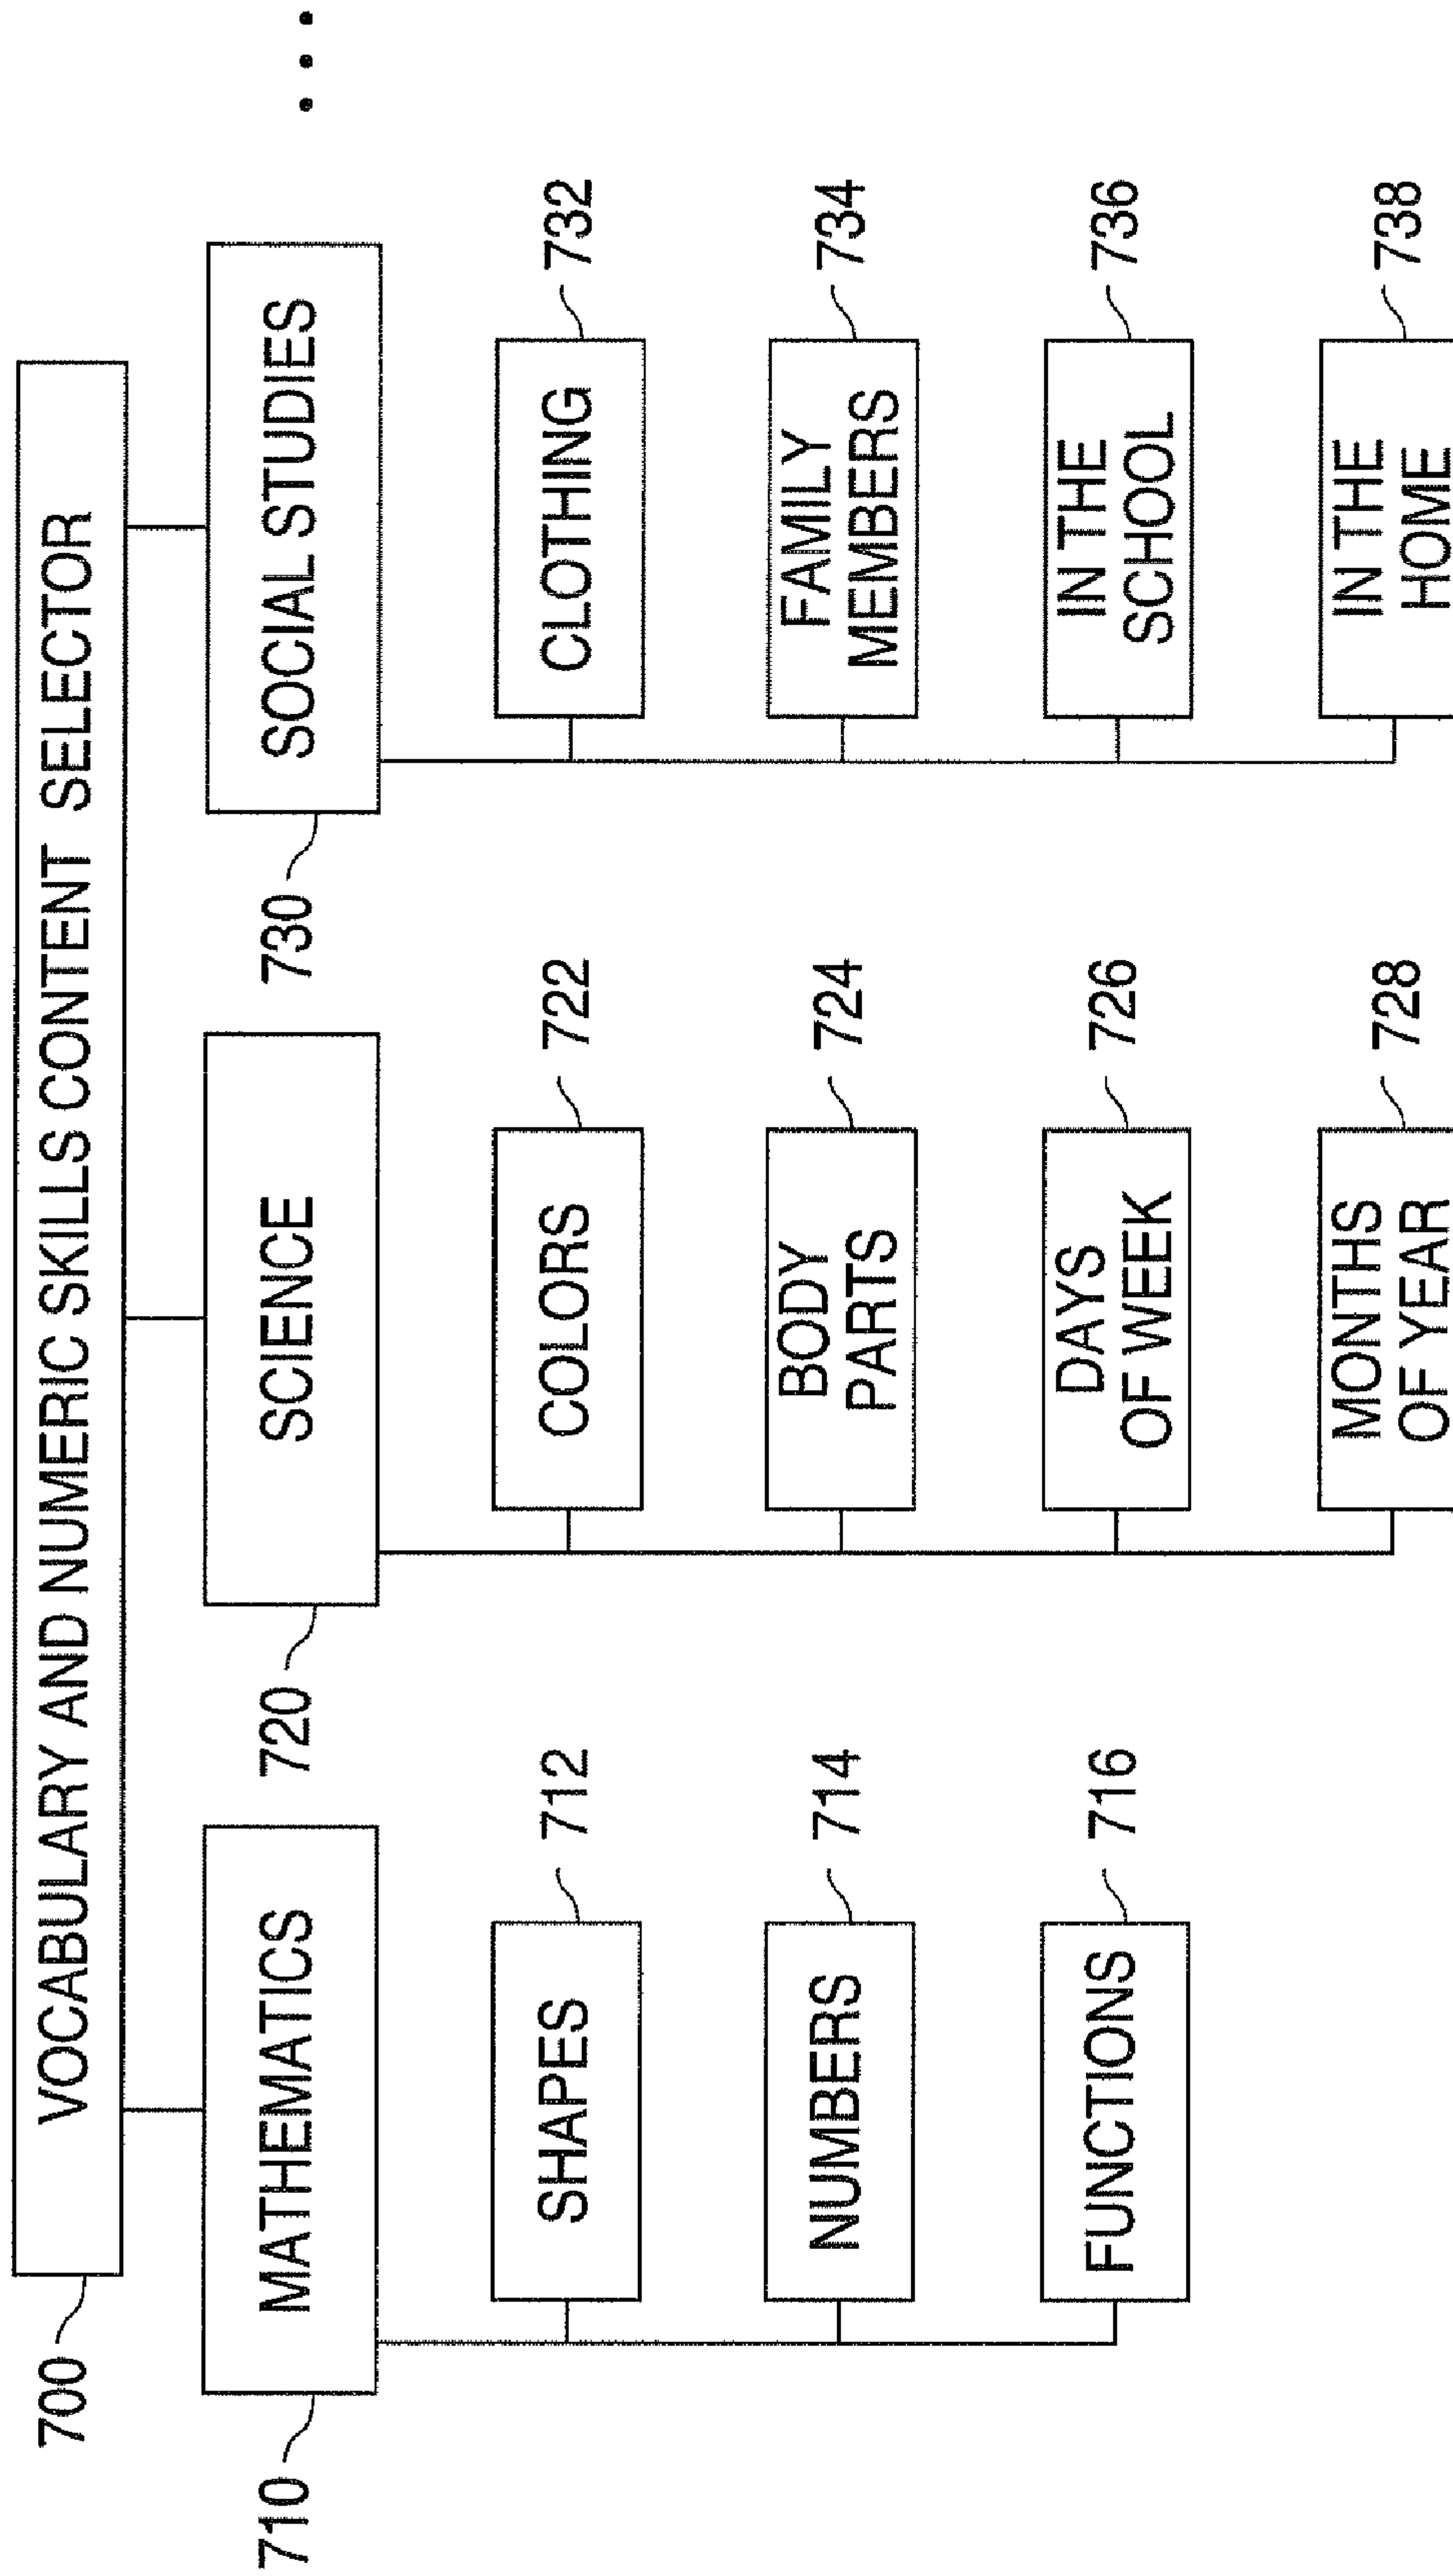 700
VOCABULARY AND NUMERIC SKILLS CONTENT SELECTOR
710
MATHEMATICS
720
SCIENCE
730
SOCIAL STUDIES
• • •
SHAPES
712
COLORS
722
CLOTHING
732
NUMBERS
714
BODY
PARTS
724
FAMILY
MEMBERS
734
FUNCTIONS
716
DAYS
OF WEEK
726
IN THE
SCHOOL
736
MONTHS
OF YEAR
728
IN THE
HOME
738